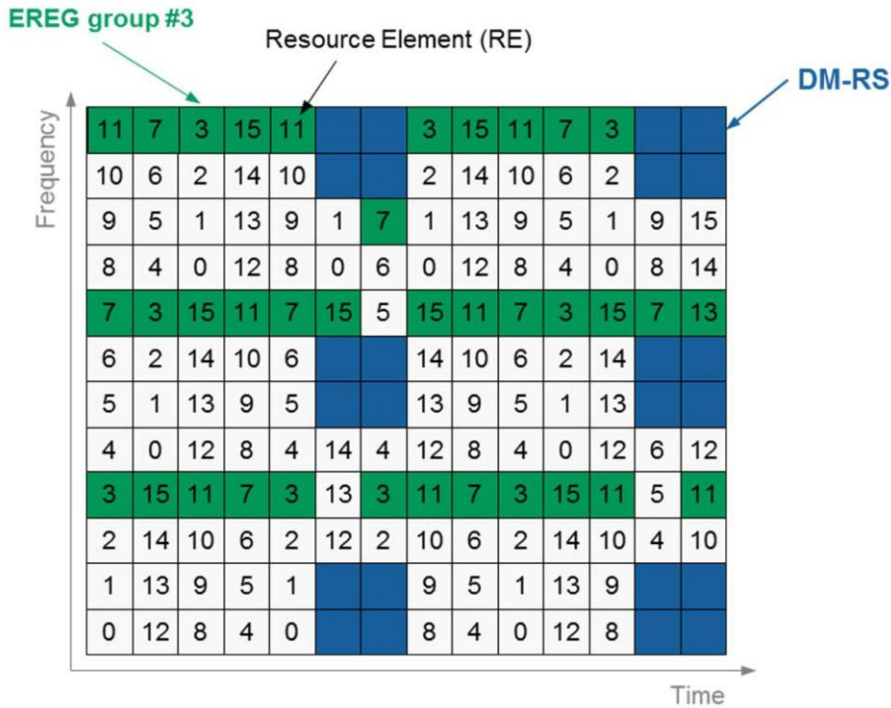 EREG group #3
Resource Element (RE)
DM-RS
Frequency
11 7 3 15 11 3 15 11 7 3
10 6 2 14 10 2 14 10 6 2
9 5 1 13 9 1 7 1 13 9 5 1 9 15
8 4 0 12 8 0 6 0 12 8 4 0 8 14
7 3 15 11 7 15 5 15 11 7 3 15 7 13
6 2 14 10 6 14 10 6 2 14
5 1 13 9 5 13 9 5 1 13
4 0 12 8 4 14 4 12 8 4 0 12 6 12
3 15 11 7 3 13 3 11 7 3 15 11 5 11
2 14 10 6 2 12 2 10 6 2 14 10 4 10
1 13 9 5 1 9 5 1 13 9
0 12 8 4 0 8 4 0 12 8
Time